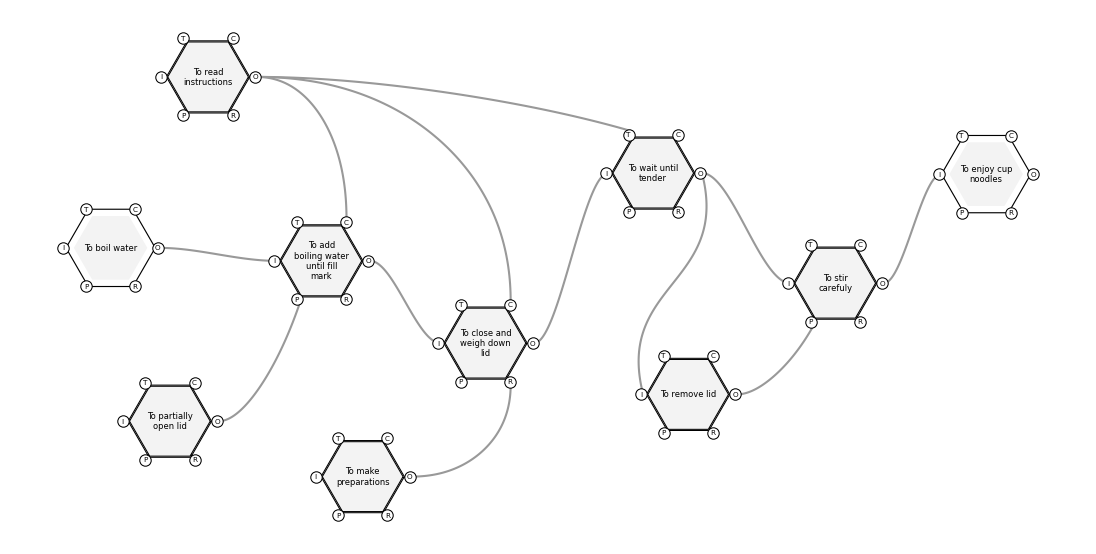 T C
To read
I O
instructions
P R
T C
To wait until
I O
tender
P R
T C
To enjoy cup
I O
noodles
P R
T C
I To boil water O
P R
T C
To add
boiling water
I O
until fill
mark
P R
T C
To stir
I O
carefuly
P R
T C
To close and
I weigh down O
lid
P R
T C
I To remove lid O
P R
T C
To partially
I O
open lid
P R
T C
To make
I O
preparations
P R